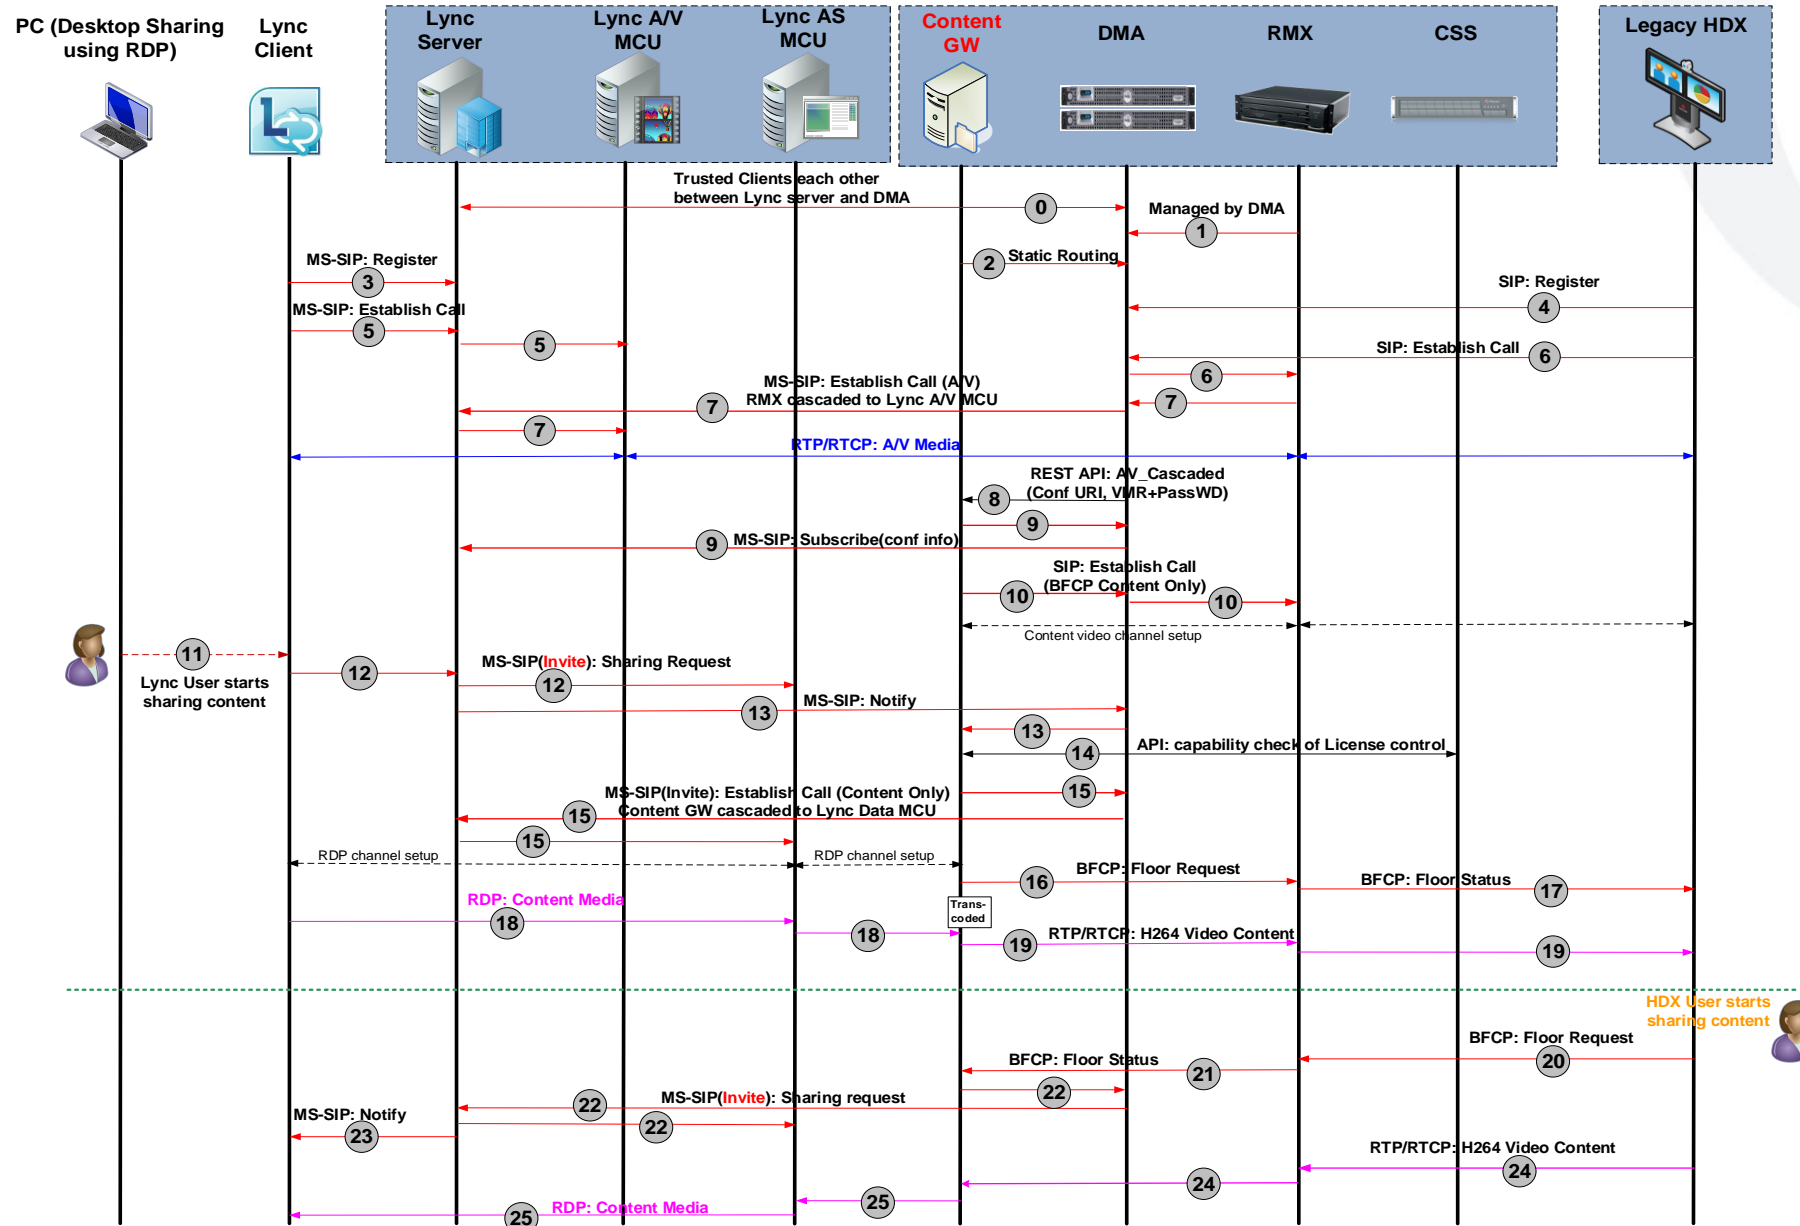 PC (Desktop Sharing
using RDP)
Lync
Client
Lync
Server
Lync A/V
MCU
Lync AS
MCU
Content
GW
DMA
RMX
CSS
Legacy HDX
Trusted Clients each other
between Lync server and DMA
0
Managed by DMA
1
2
Static Routing
MS-SIP: Register
3
SIP: Register
4
MS-SIP: Establish Call
5
5
SIP: Establish Call
6
6
MS-SIP: Establish Call (A/V)
RMX cascaded to Lync A/V MCU
7
7
7
RTP/RTCP: A/V Media
REST API: AV_Cascaded
(Conf URI, VMR+PassWD)
8
9
9
MS-SIP: Subscribe(conf info)
SIP: Establish Call
(BFCP Content Only)
10
10
Content video channel setup
11
Lync User starts
sharing content
12
MS-SIP(Invite): Sharing Request
12
MS-SIP: Notify
13
13
14
API: capability check of License control
MS-SIP(Invite): Establish Call (Content Only)
Content GW cascaded to Lync Data MCU
15
15
15
RDP channel setup
RDP channel setup
BFCP: Floor Request
16
BFCP: Floor Status
17
RDP: Content Media
18
18
Trans-
coded
RTP/RTCP: H264 Video Content
19
19
HDX User starts
sharing content
BFCP: Floor Request
20
BFCP: Floor Status
21
22
MS-SIP(Invite): Sharing request
22
22
MS-SIP: Notify
23
RTP/RTCP: H264 Video Content
24
24
25
RDP: Content Media
25